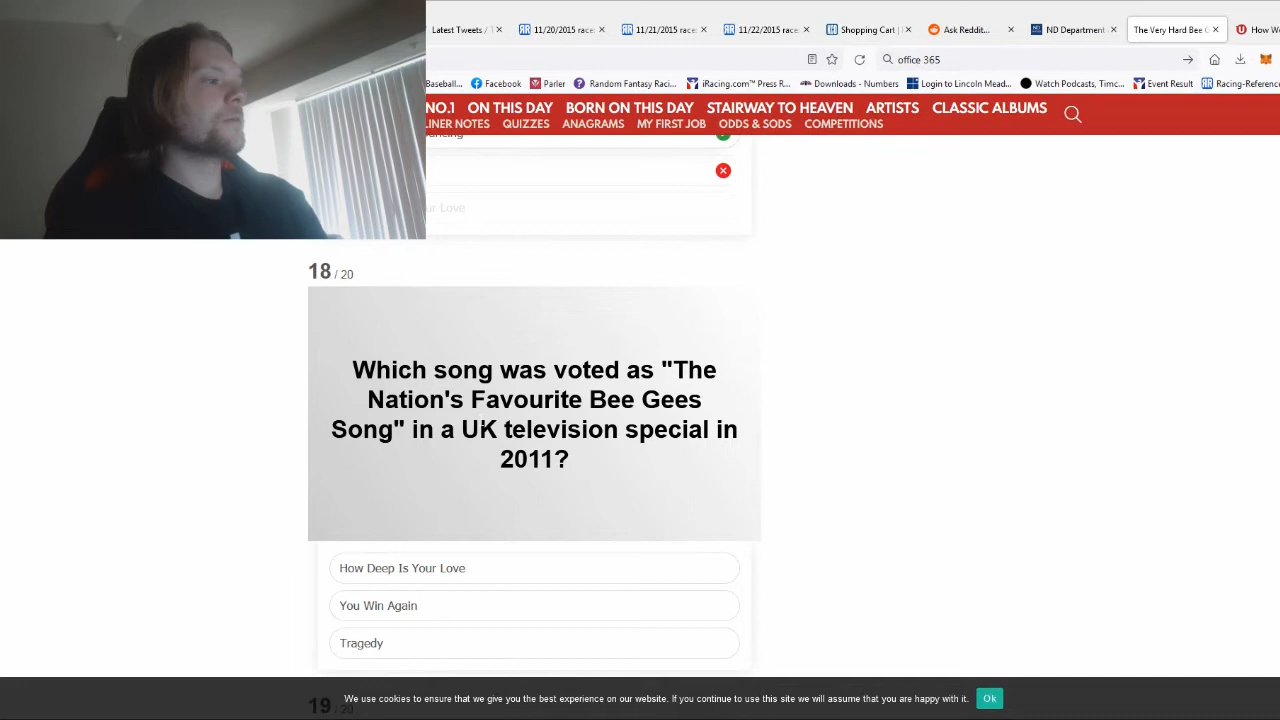 Latest Tweets / T
11/20/2015 race:
11/21/2015 race:
11/22/2015 race:
Shopping Cart |
Ask Reddit...
ND Department
The Very Hard Bee G
How We
office 365
Baseball...
Facebook
Parler
Random Fantasy Raci...
iRacing.com™ Press R...
Downloads - Numbers
Login to Lincoln Mead...
Watch Podcasts, Timc...
Event Result
Racing-Reference
NO.1 ON THIS DAY BORN ON THIS DAY STAIRWAY TO HEAVEN ARTISTS CLASSIC ALBUMS
LINER NOTES QUIZZES ANAGRAMS MY FIRST JOB ODDS & SODS COMPETITIONS
ur Love
18 / 20
Which song was voted as "The
Nation's Favourite Bee Gees
Song" in a UK television special in
2011?
How Deep Is Your Love
You Win Again
Tragedy
We use cookies to ensure that we give you the best experience on our website. If you continue to use this site we will assume that you are happy with it.
Ok
19 / 20